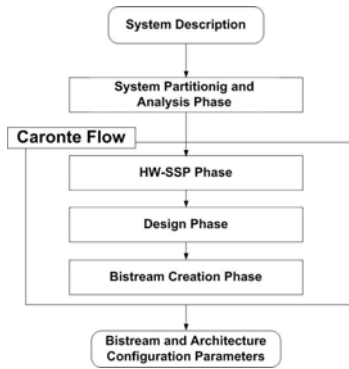 System Description
System Partitionig and
Analysis Phase
Caronte Flow
HW-SSP Phase
Design Phase
Bistream Creation Phase
Bistream and Architecture
Configuration Parameters